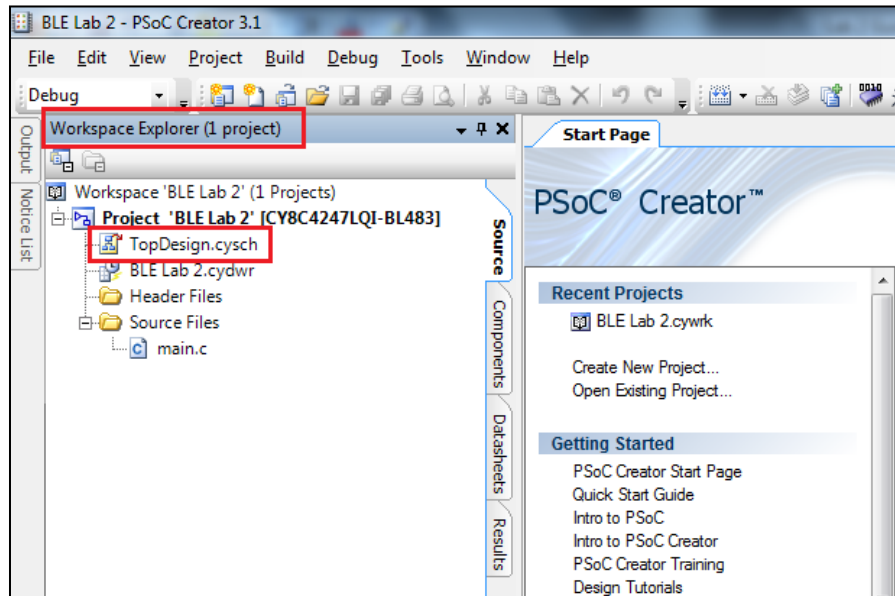 BLE Lab 2 - PSoC Creator 3.1
File Edit View Project Build Debug Tools Window Help
Debug
Workspace Explorer (1 project)
Start Page
Output
Notice List
Workspace 'BLE Lab 2' (1 Projects)
Project 'BLE Lab 2' [CY8C4247LQI-BL483]
TopDesign.cysch
BLE Lab 2.cydwr
Header Files
Source Files
main.c
Source
Components
Datasheets
Results
PSoC® Creator™
Recent Projects
BLE Lab 2.cywrk
Create New Project...
Open Existing Project...
Getting Started
PSoC Creator Start Page
Quick Start Guide
Intro to PSoC
Intro to PSoC Creator
PSoC Creator Training
Design Tutorials